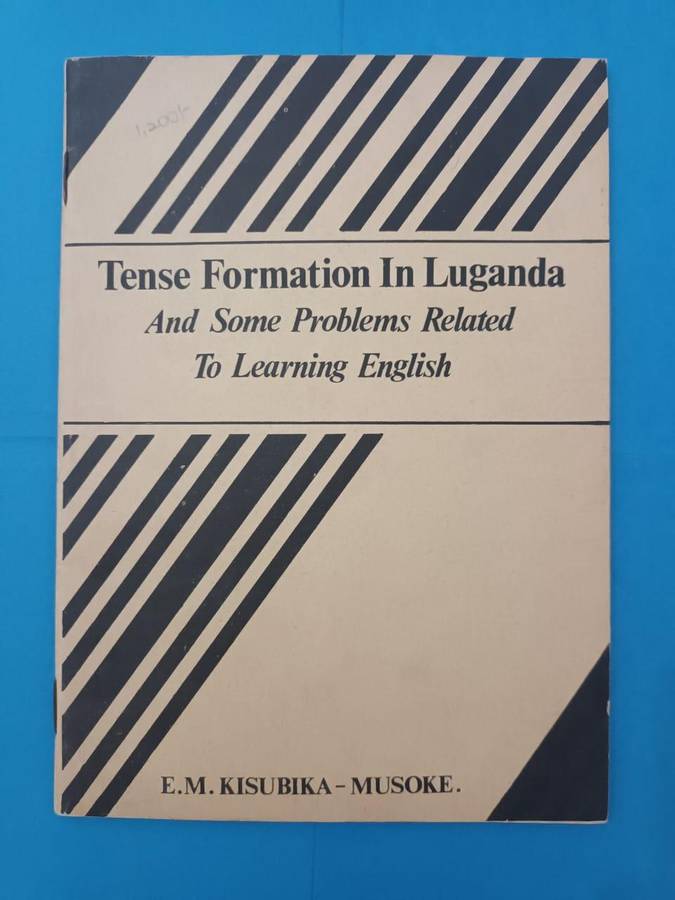 1,200/-
Tense Formation In Luganda
And Some Problems Related
To Learning English
E.M. KISUBIKA-MUSOKE.